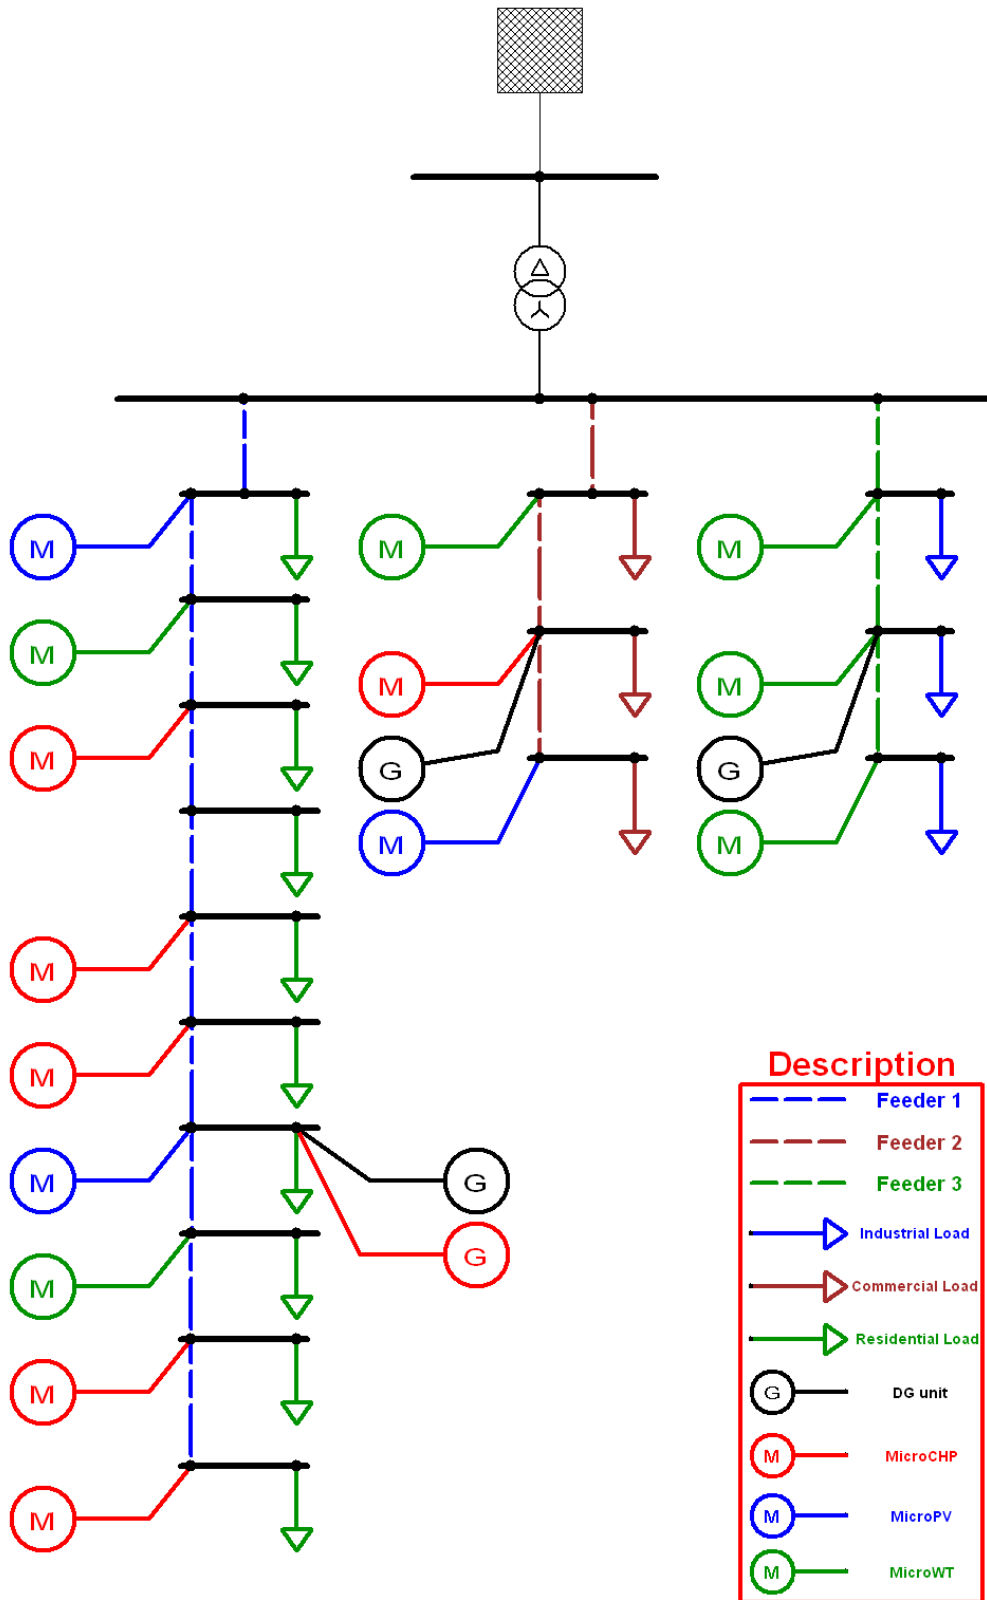 M
M
M
M
M
M
M
G
M
G
M
M
M
M
M
G
M
G
M
M
M
Description
Feeder 1
Feeder 2
Feeder 3
Industrial Load
Commercial Load
Residential Load
G DG unit
M MicroCHP
M MicroPV
M MicroWT